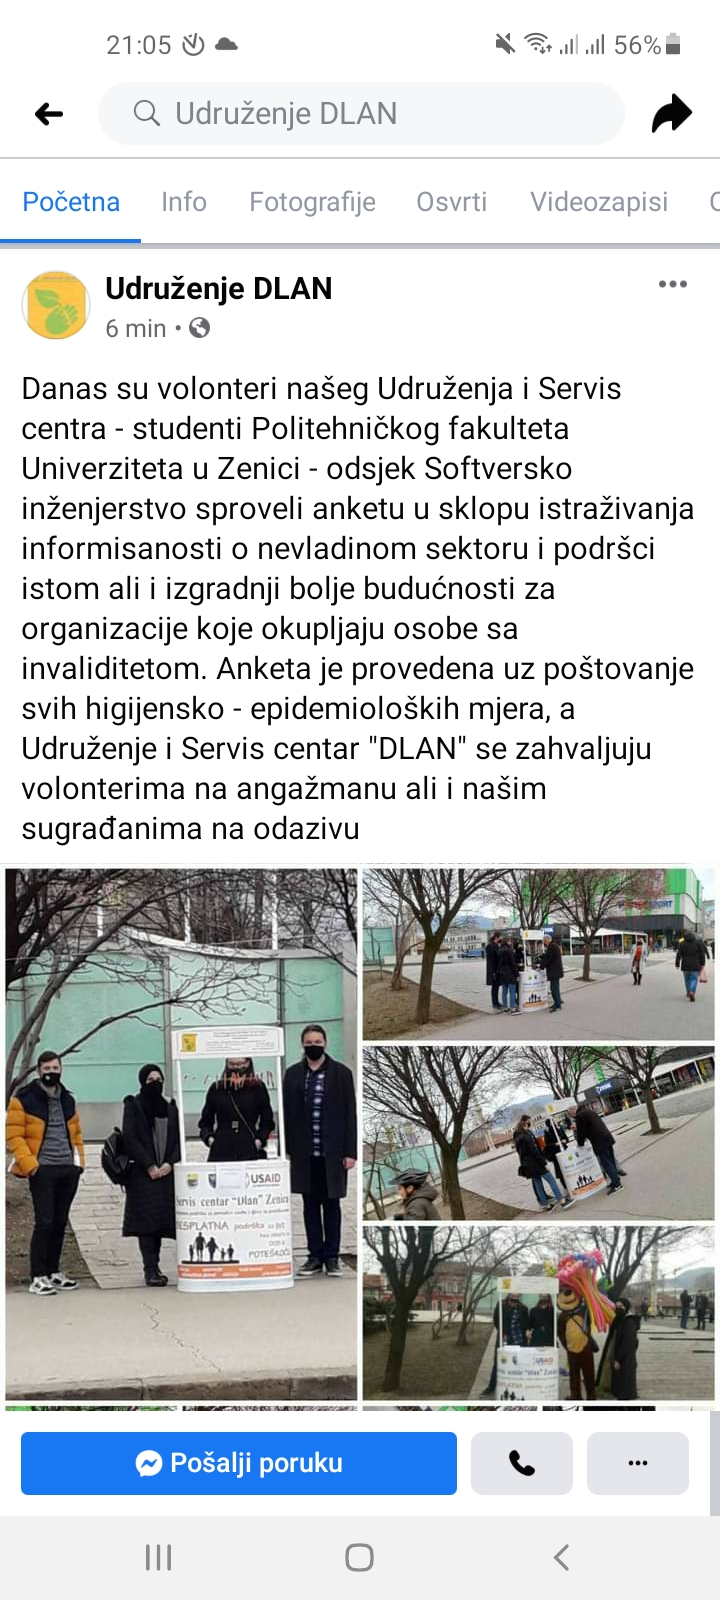 21:05
56%
Udruženje DLAN
Početna Info Fotografije Osvrti Videozapisi
Udruženje DLAN
6 min •
Danas su volonteri našeg Udruženja i Servis
centra - studenti Politehničkog fakulteta
Univerziteta u Zenici - odsjek Softversko
inženjerstvo sproveli anketu u sklopu istraživanja
informisanosti o nevladinom sektoru i podršci
istom ali i izgradnji bolje budućnosti za
organizacije koje okupljaju osobe sa
invaliditetom. Anketa je provedena uz poštovanje
svih higijensko - epidemioloških mjera, a
Udruženje i Servis centar "DLAN" se zahvaljuju
volonterima na angažmanu ali i našim
sugrađanima na odazivu
USAID
Servis centar "Dlan" Zenica
BESPLATNA podrška
POTEŠKOĆE
USAID
Pošalji poruku